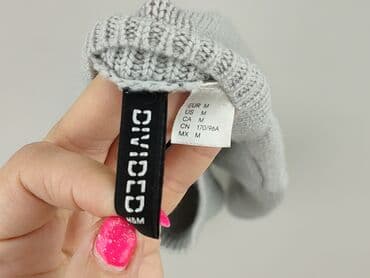 DIVIDED
H&M
EUR M
US M
CA M
CN 170/96A
MX M